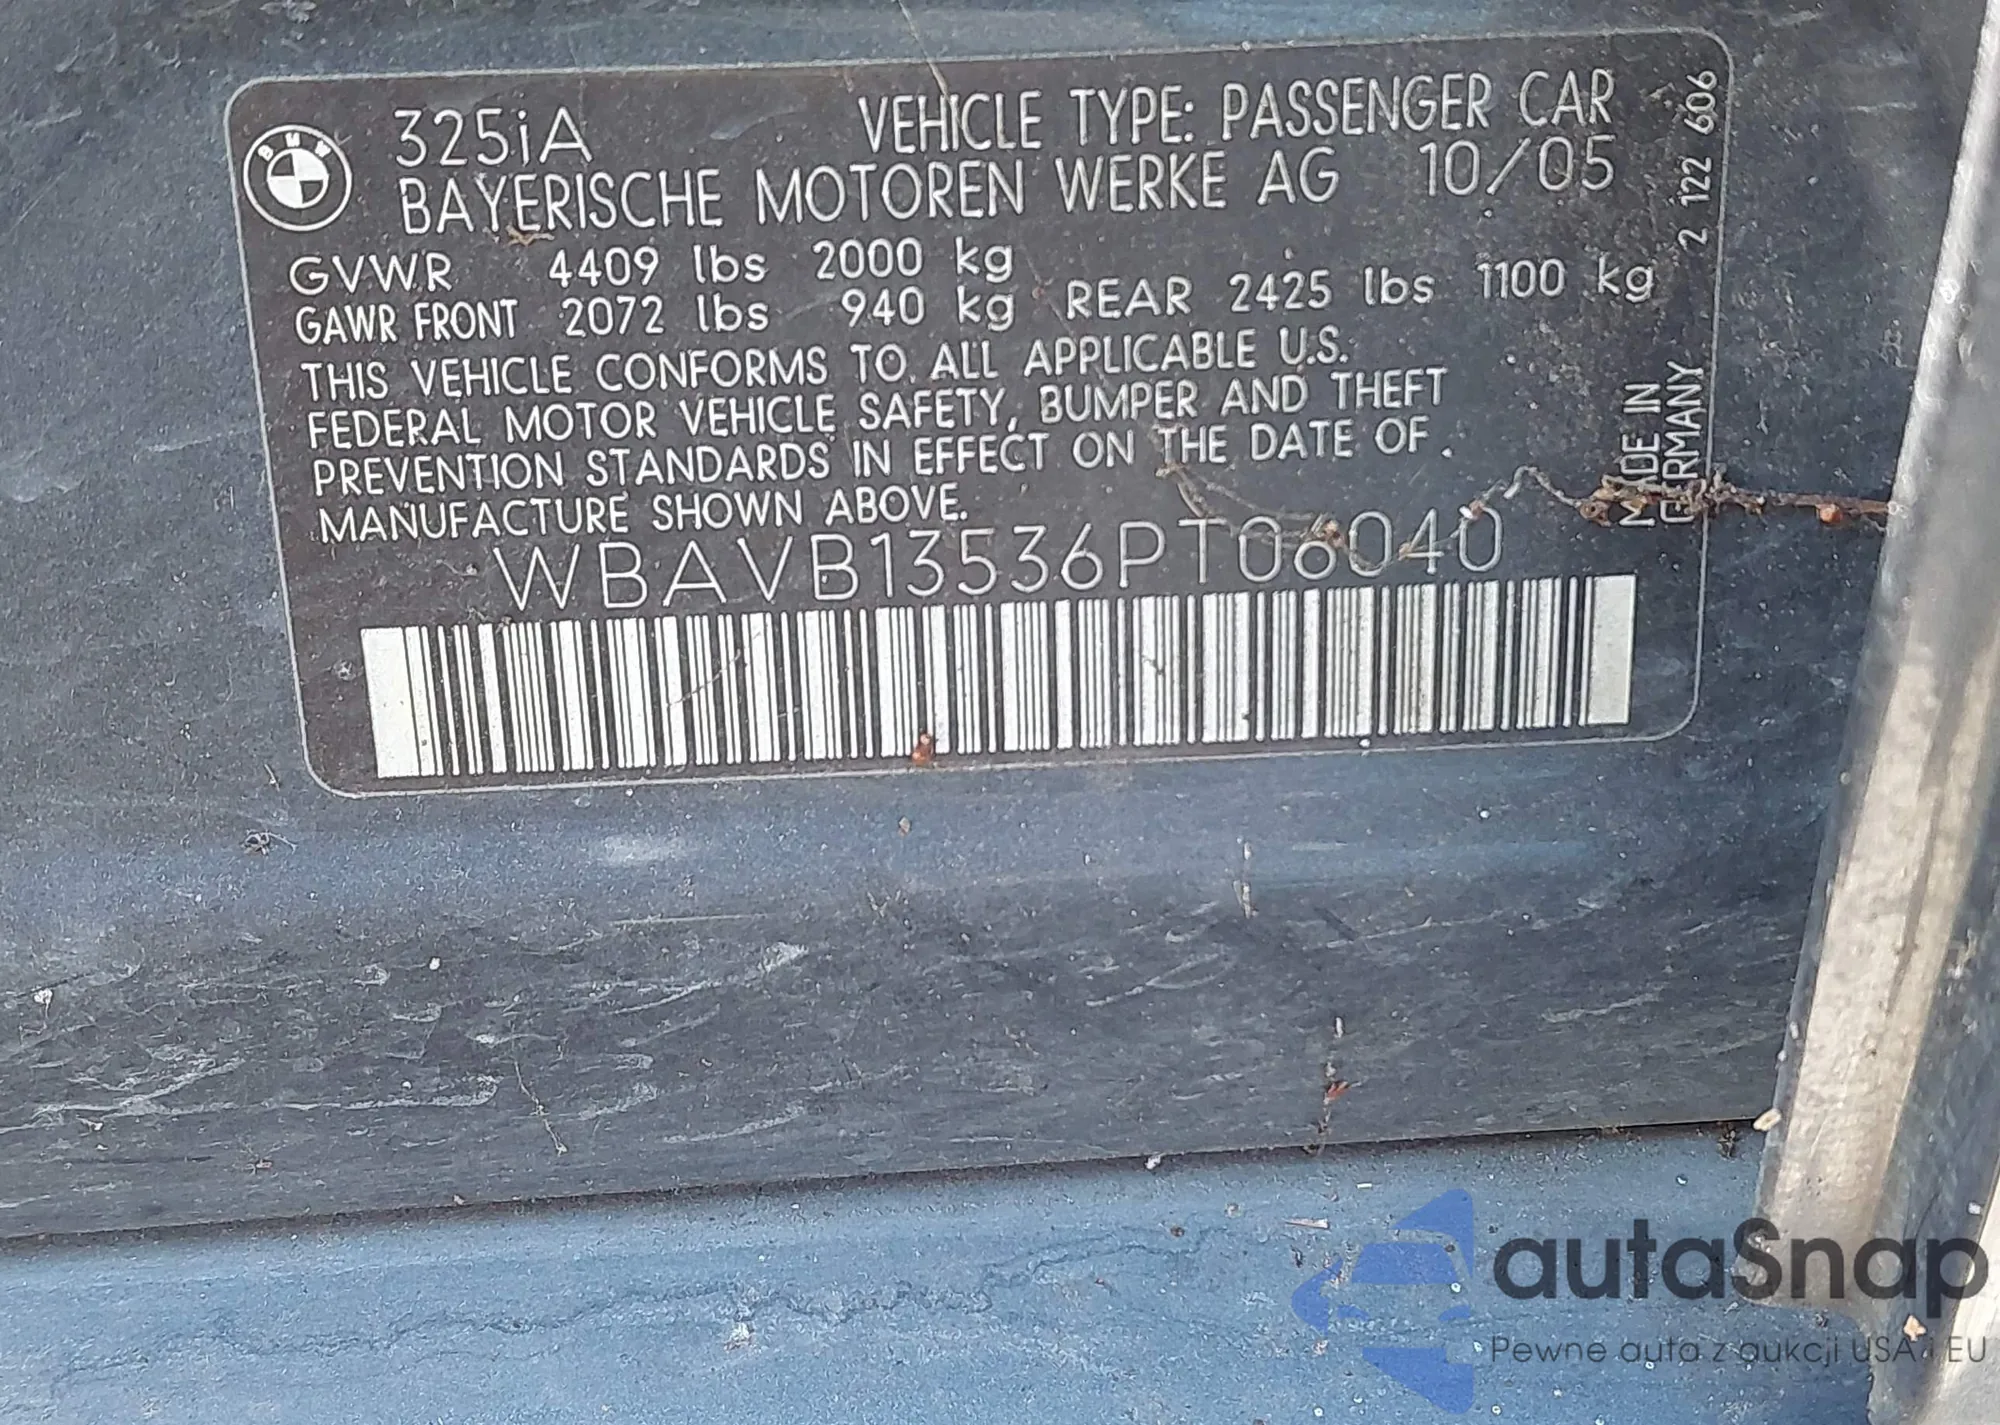 BMW
325iA VEHICLE TYPE: PASSENGER CAR
BAYERISCHE MOTOREN WERKE AG 10/05
GVWR 4409 lbs 2000 kg
GAWR FRONT 2072 lbs 940 kg REAR 2425 lbs 1100 kg
THIS VEHICLE CONFORMS TO ALL APPLICABLE U.S.
FEDERAL MOTOR VEHICLE SAFETY, BUMPER AND THEFT
PREVENTION STANDARDS IN EFFECT ON THE DATE OF
MANUFACTURE SHOWN ABOVE.
WBAVB13536PT06040
MADE IN
GERMANY
2 122 606
autaSnap
Pewne auta z aukcji USA i EU